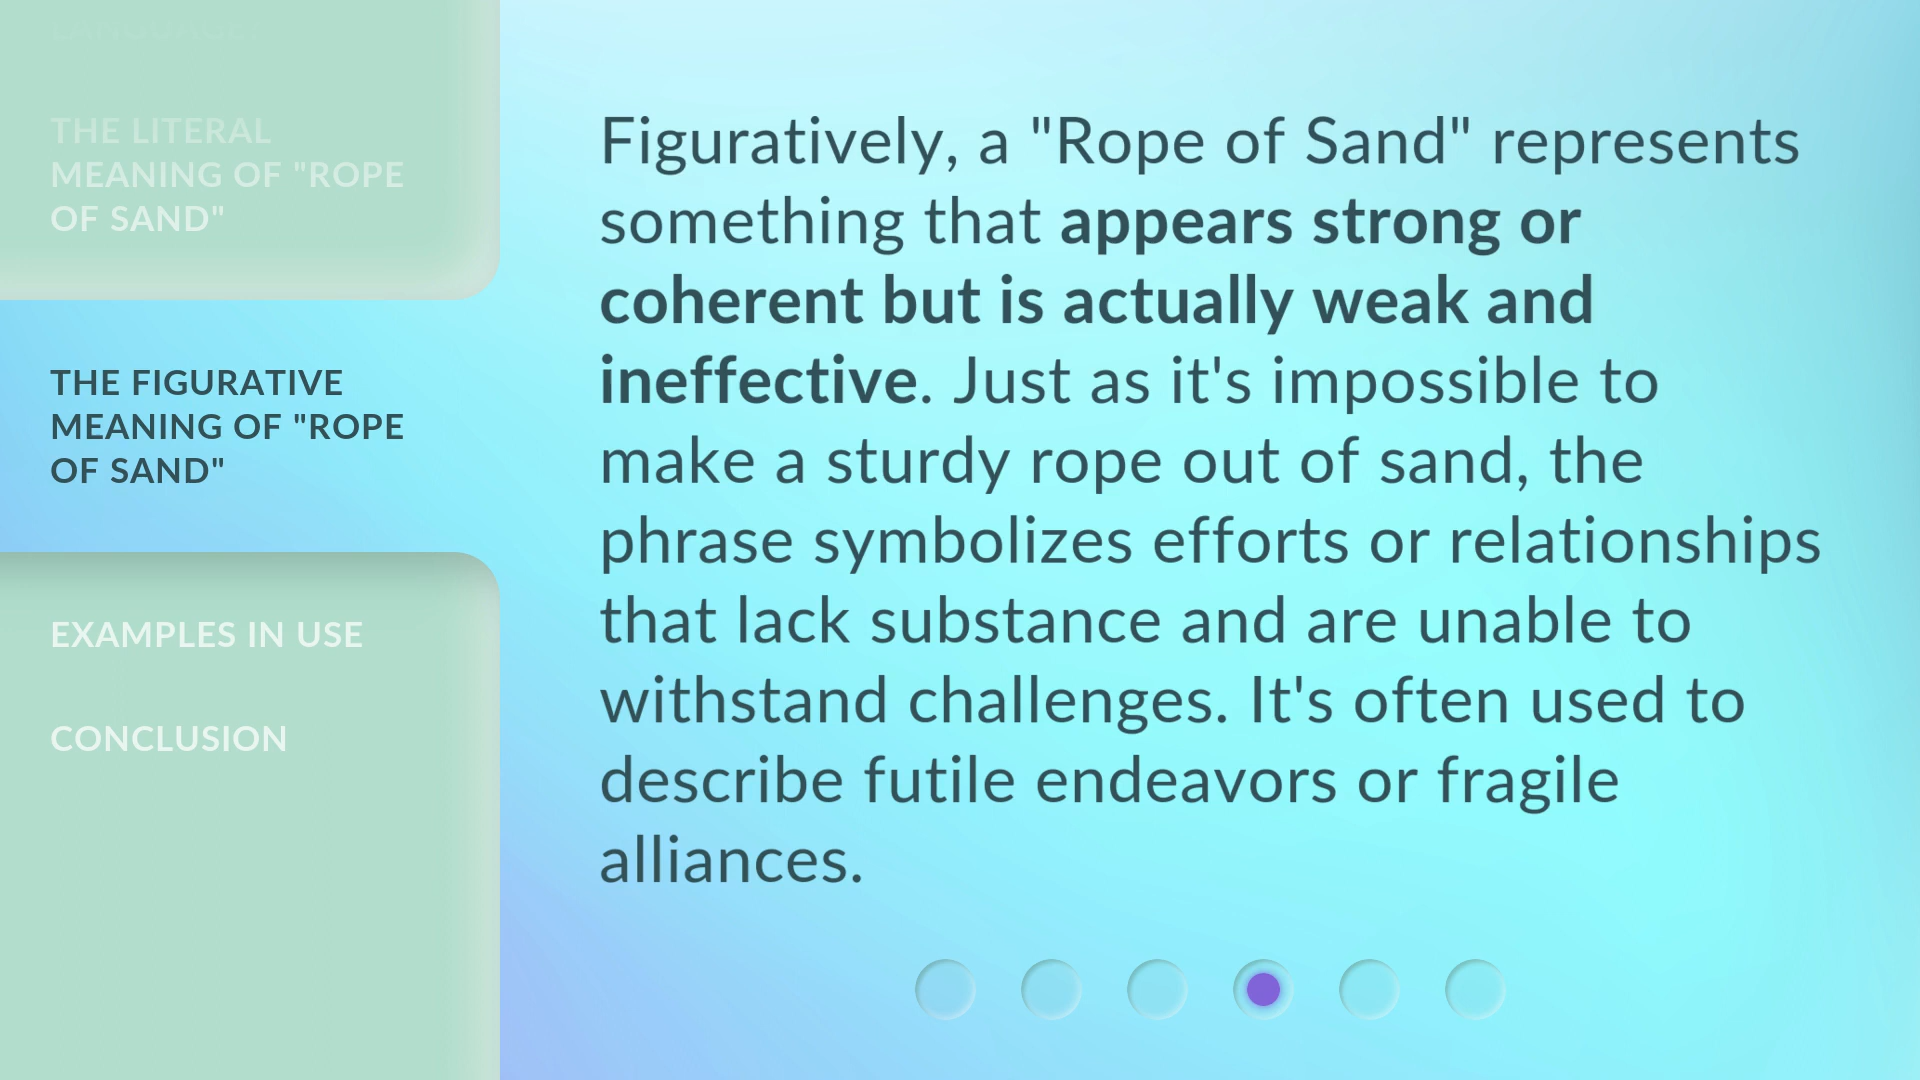 LANGUAGE?
THE LITERAL
MEANING OF "ROPE
OF SAND"
THE FIGURATIVE
MEANING OF "ROPE
OF SAND"
EXAMPLES IN USE
CONCLUSION
Figuratively, a "Rope of Sand" represents
something that appears strong or
coherent but is actually weak and
ineffective. Just as it's impossible to
make a sturdy rope out of sand, the
phrase symbolizes efforts or relationships
that lack substance and are unable to
withstand challenges. It's often used to
describe futile endeavors or fragile
alliances.